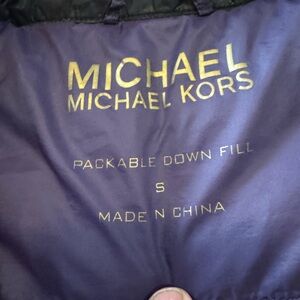 MICHAEL
MICHAEL KORS
PACKABLE DOWN FILL
S
MADE N CHINA